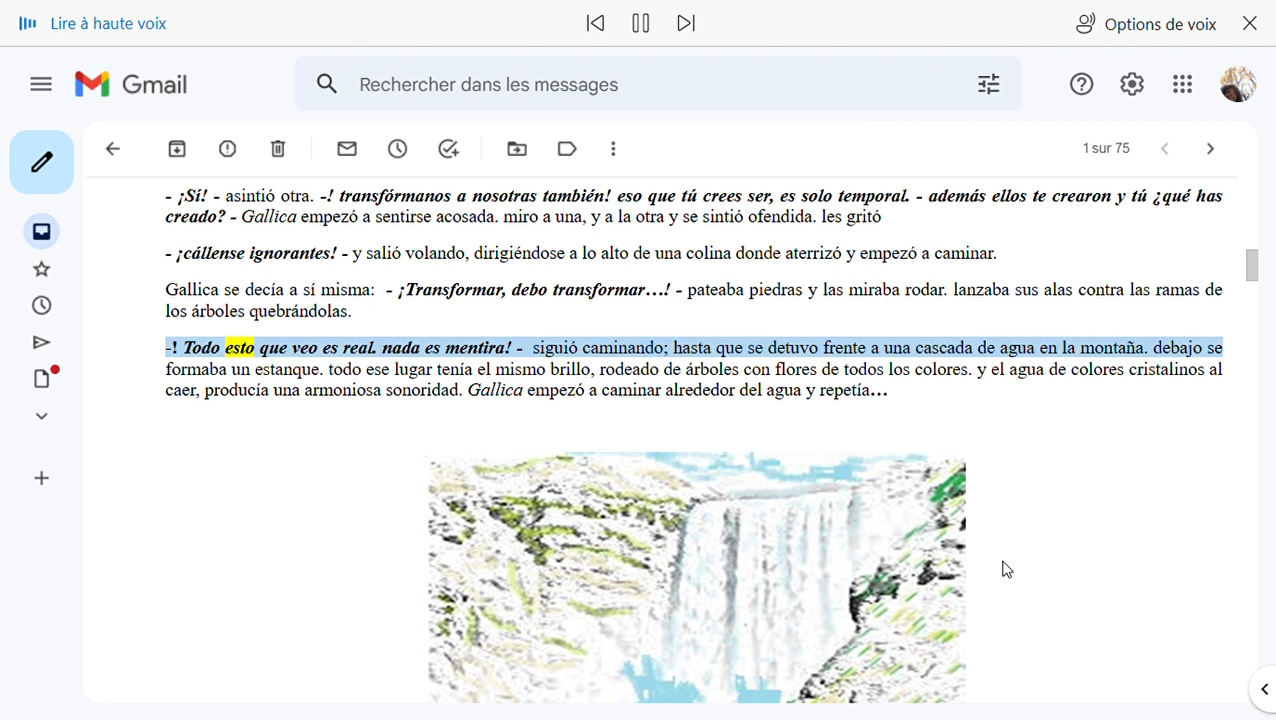 Lire à haute voix
Options de voix
Gmail
Rechercher dans les messages
1 sur 75
- ¡Sí! - asintió otra. -! transfórmanos a nosotras también! eso que tú crees ser, es solo temporal. - además ellos te crearon y tú ¿qué has
creado? - Gallica empezó a sentirse acosada. miro a una, y a la otra y se sintió ofendida. les gritó
- ¡cállense ignorantes! - y salió volando, dirigiéndose a lo alto de una colina donde aterrizó y empezó a caminar.
Gallica se decía a sí misma:  - ¡Transformar, debo transformar…! - pateaba piedras y las miraba rodar. lanzaba sus alas contra las ramas de
los árboles quebrándolas.
-! Todo esto que veo es real. nada es mentira! -  siguió caminando; hasta que se detuvo frente a una cascada de agua en la montaña. debajo se
formaba un estanque. todo ese lugar tenía el mismo brillo, rodeado de árboles con flores de todos los colores. y el agua de colores cristalinos al
caer, producía una armoniosa sonoridad. Gallica empezó a caminar alrededor del agua y repetía…